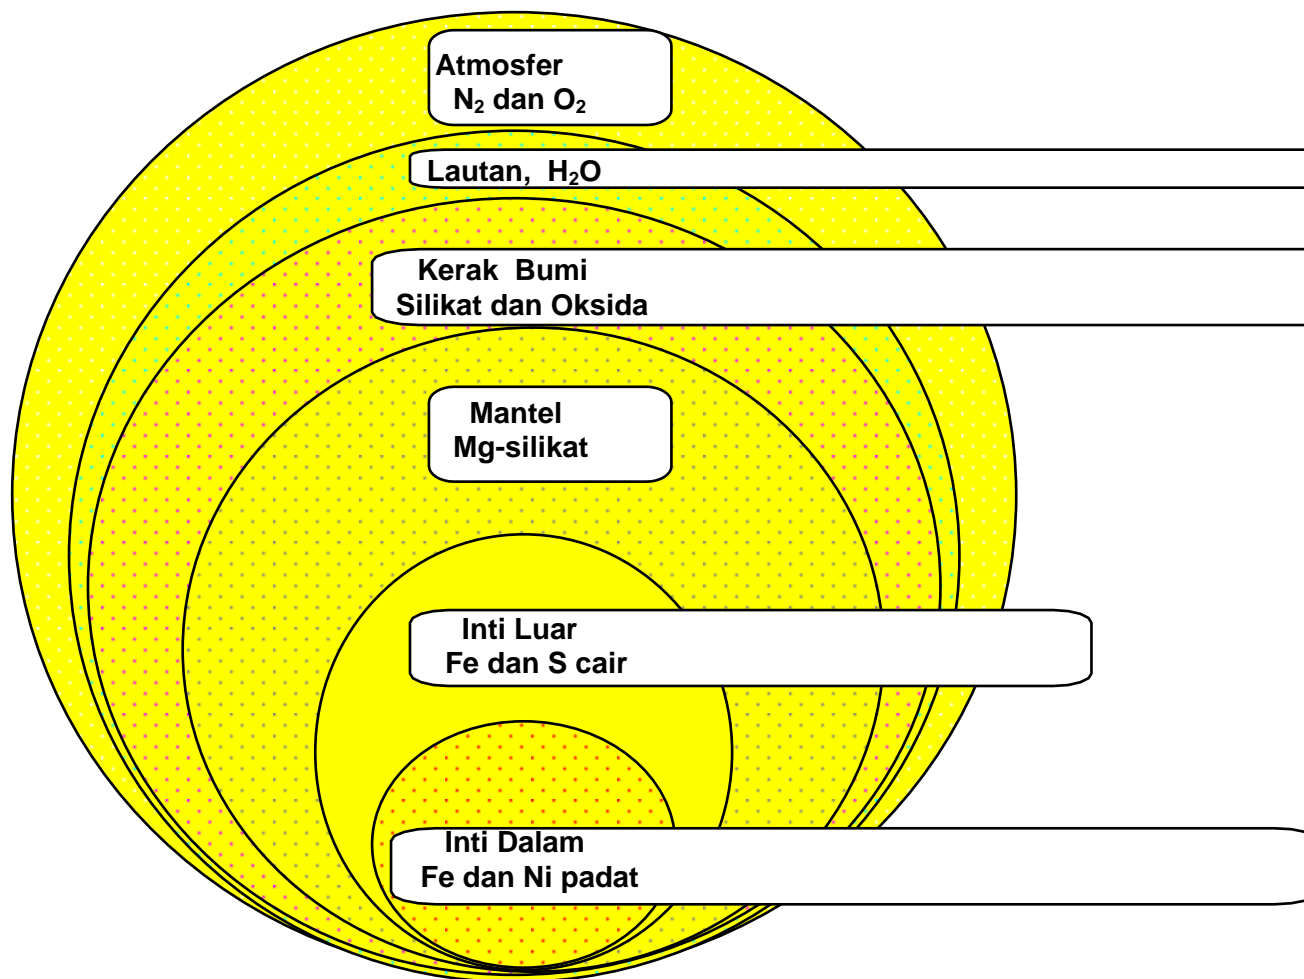 Atmosfer
N₂ dan O₂
Lautan, H₂O
Kerak Bumi
Silikat dan Oksida
Mantel
Mg-silikat
Inti Luar
Fe dan S cair
Inti Dalam
Fe dan Ni padat